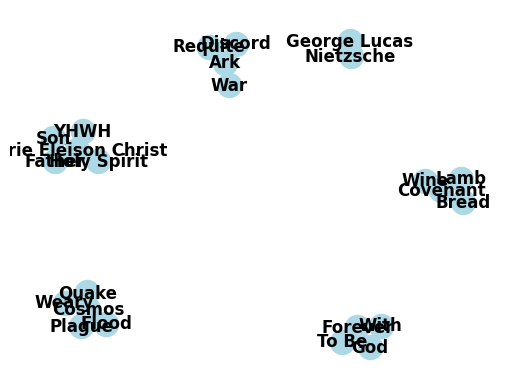 Discord
Requite
Ark
War
George Lucas
Nietzsche
YHWH
Son
rie Eleison Christ
Father
Holy Spirit
Wine
Lamb
Covenant
Bread
Quake
Weary
Cosmos
Plague
Flood
Forever
With
To Be
God